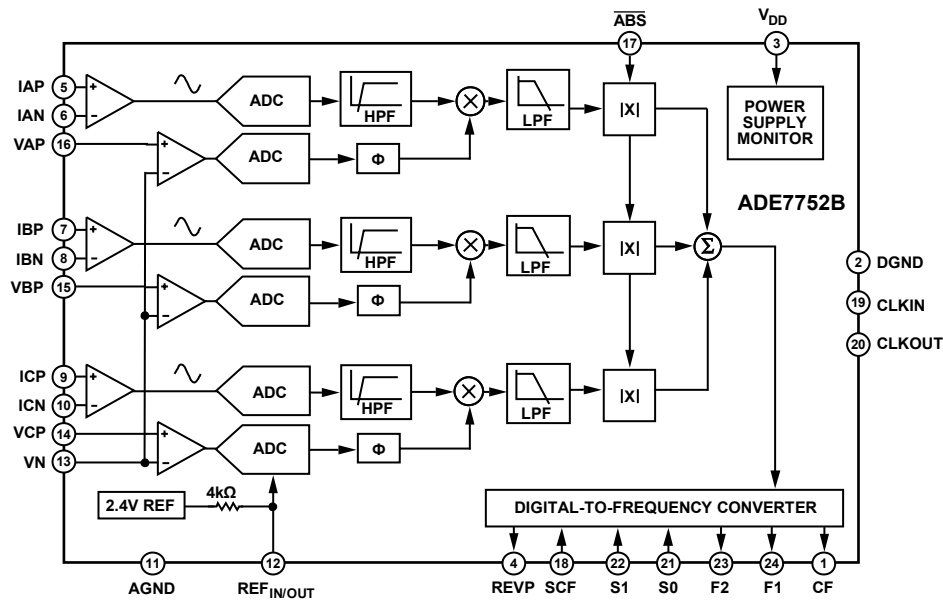 ABS
VDD
17
3
IAP 5 + ADC HPF × LPF |X| POWER SUPPLY MONITOR
IAN 6 −
VAP 16 + − ADC Φ
ADE7752B
IBP 7 + ADC HPF × LPF |X| Σ
IBN 8 −
2 DGND
VBP 15 + − ADC Φ
19 CLKIN
20 CLKOUT
ICP 9 + ADC HPF × LPF |X|
ICN 10 −
VCP 14 + ADC Φ
VN 13 −
2.4V REF 4kΩ
DIGITAL-TO-FREQUENCY CONVERTER
11 12 4 18 22 21 23 24 1
AGND REFIN/OUT REVP SCF S1 S0 F2 F1 CF